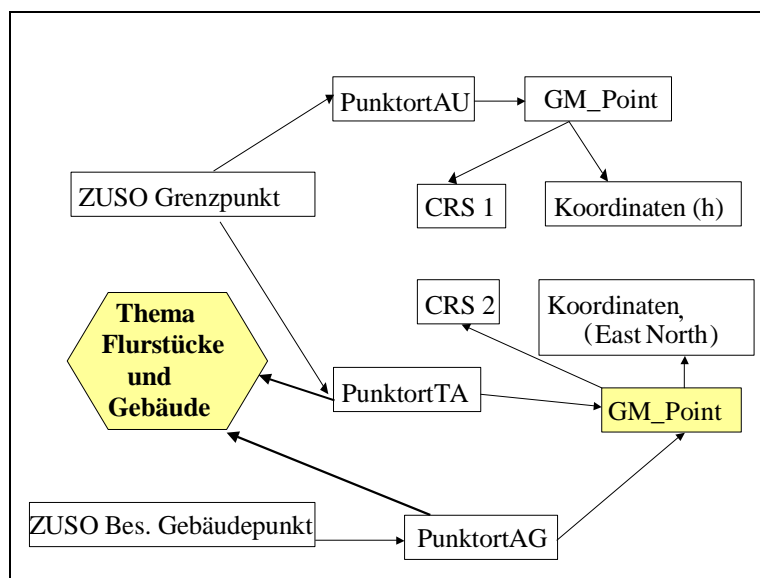 PunktortAU
GM_Point
ZUSO Grenzpunkt
CRS 1
Koordinaten (h)
CRS 2
Koordinaten,
(East North)
Thema
Flurstücke
und
Gebäude
PunktortTA
GM_Point
ZUSO Bes. Gebäudepunkt
PunktortAG